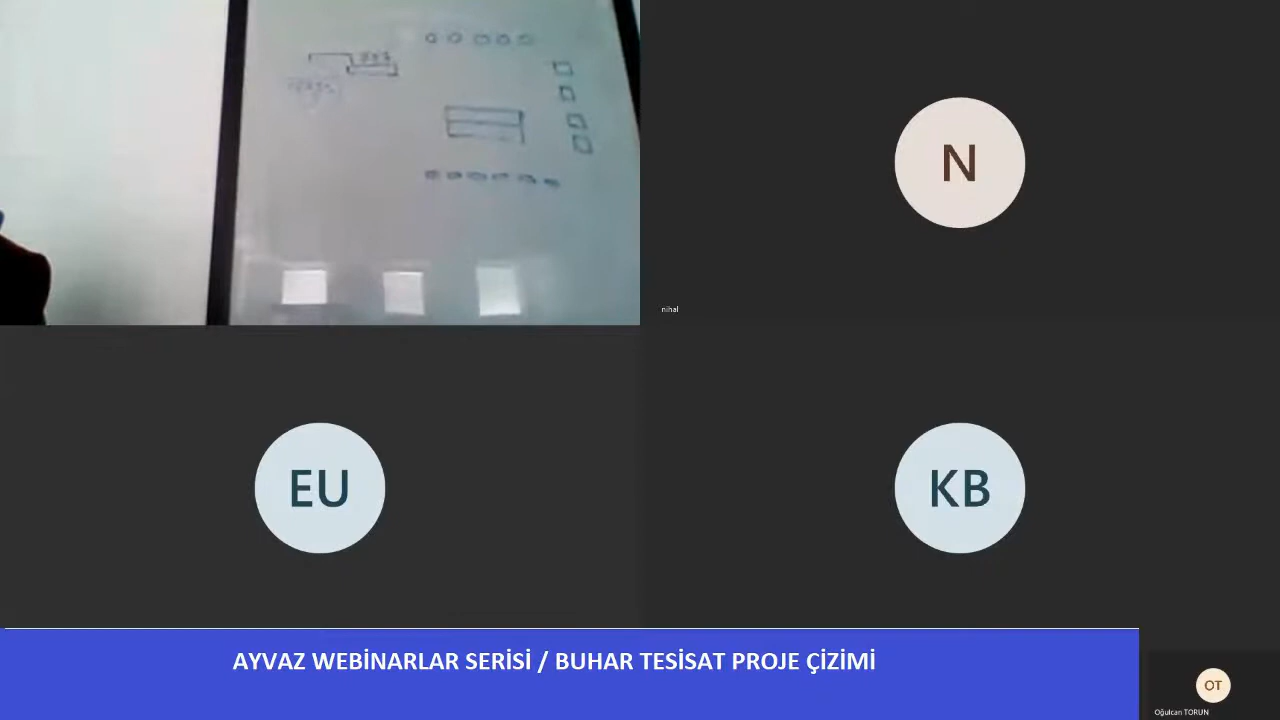 N
nihal
EU
KB
AYVAZ WEBİNARLAR SERİSİ / BUHAR TESİSAT PROJE ÇİZİMİ
OT
Oğulcan TORUN